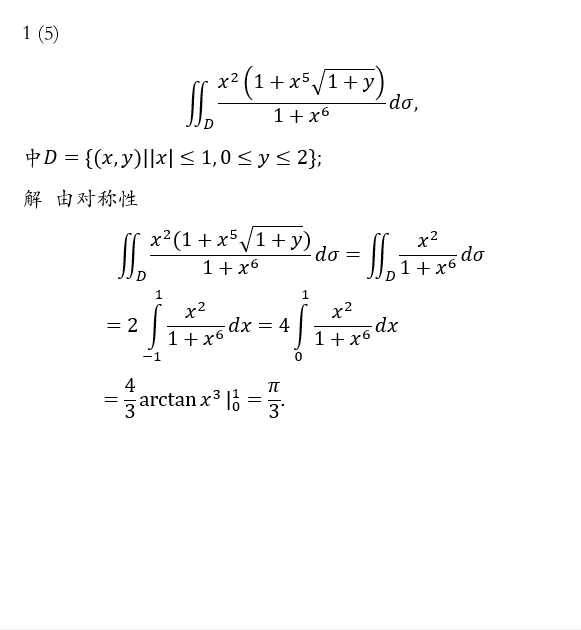 1 (5)
∬_D x²(1+x⁵√(1+y))/(1+x⁶) dσ,
中D = {(x,y)||x| ≤ 1,0 ≤ y ≤ 2};
解 由对称性
∬_D x²(1+x⁵√(1+y))/(1+x⁶) dσ = ∬_D x²/(1+x⁶) dσ
= 2 ∫_{−1}^{1} x²/(1+x⁶) dx = 4 ∫_0^1 x²/(1+x⁶) dx
= 4/3 arctan x³ |_0^1 = π/3.